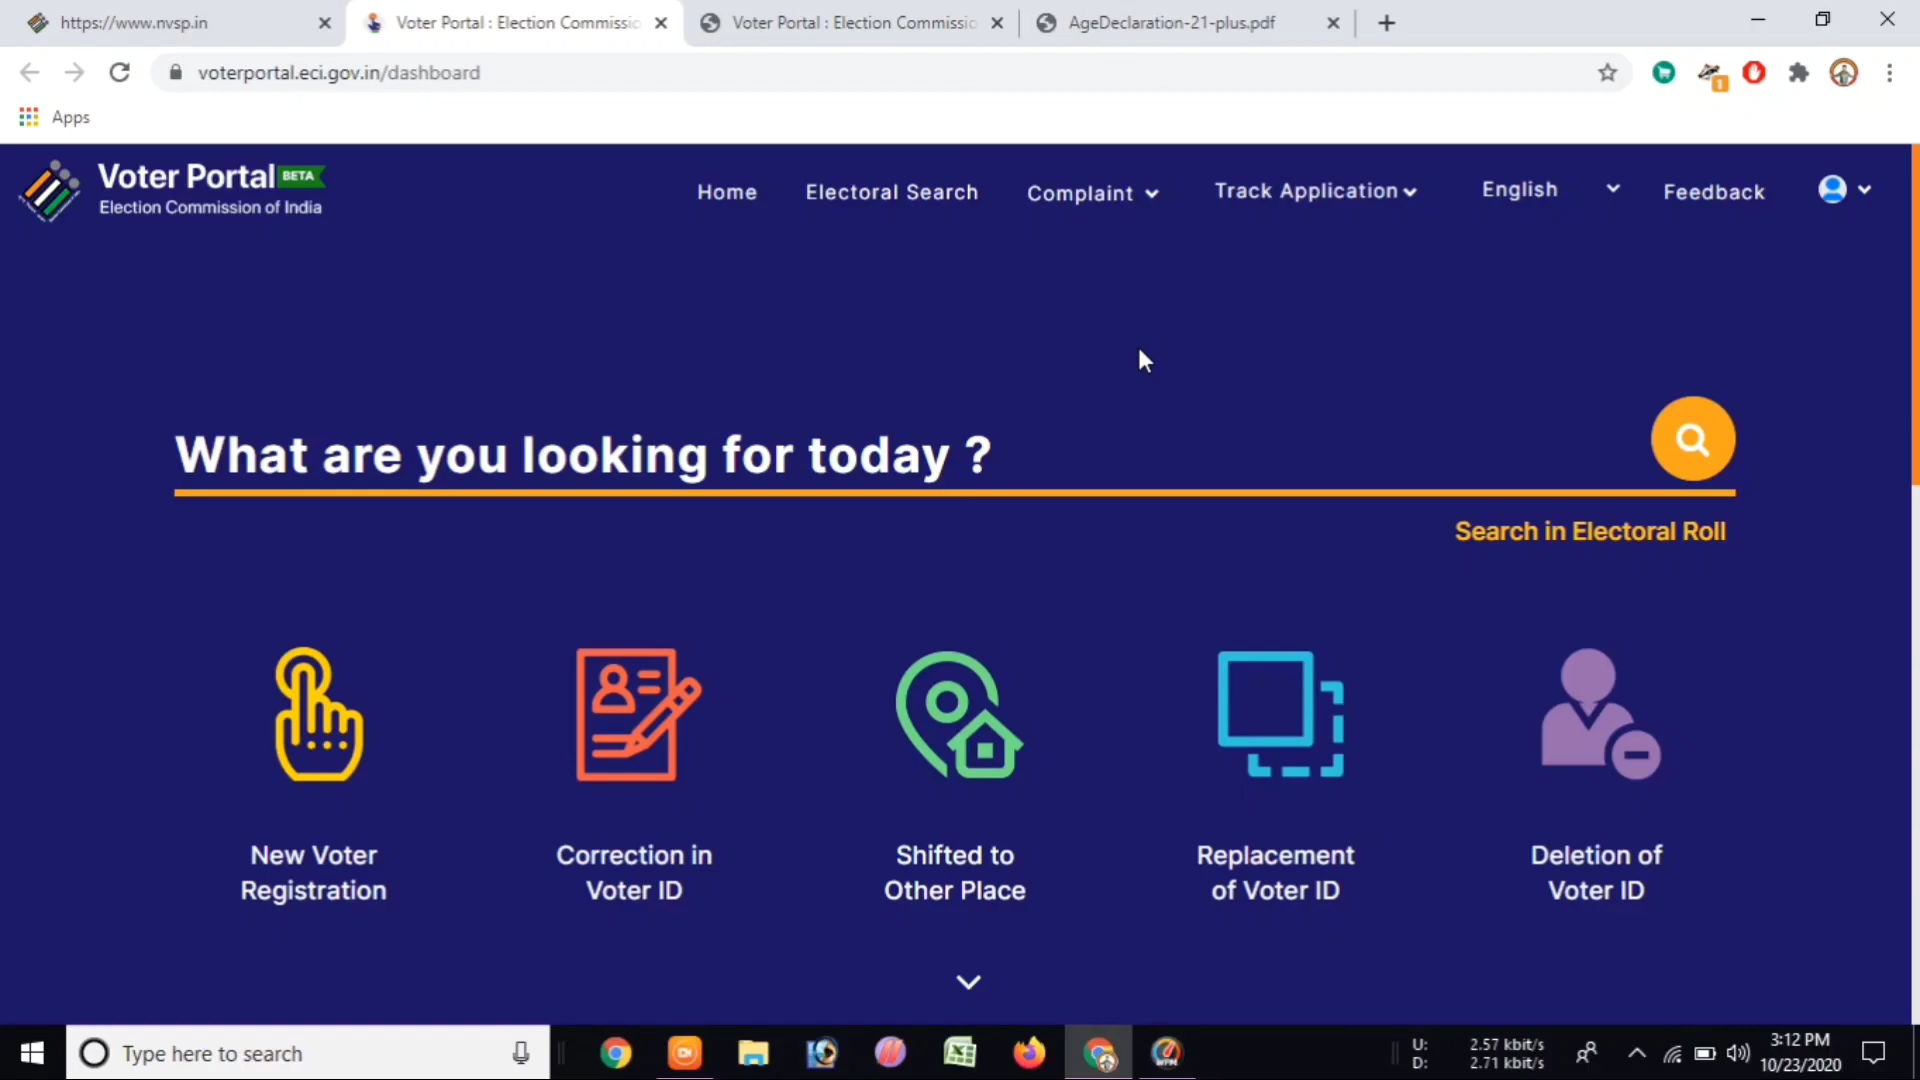 https://www.nvsp.in
Voter Portal : Election Commissio
Voter Portal : Election Commissio
AgeDeclaration-21-plus.pdf
voterportal.eci.gov.in/dashboard
1
Apps
Voter Portal BETA
Election Commission of India
Home
Electoral Search
Complaint
Track Application
English
Feedback
What are you looking for today ?
Search in Electoral Roll
New Voter
Registration
Correction in
Voter ID
Shifted to
Other Place
Replacement
of Voter ID
Deletion of
Voter ID
Type here to search
U: 2.57 kbit/s
D: 2.71 kbit/s
3:12 PM
10/23/2020